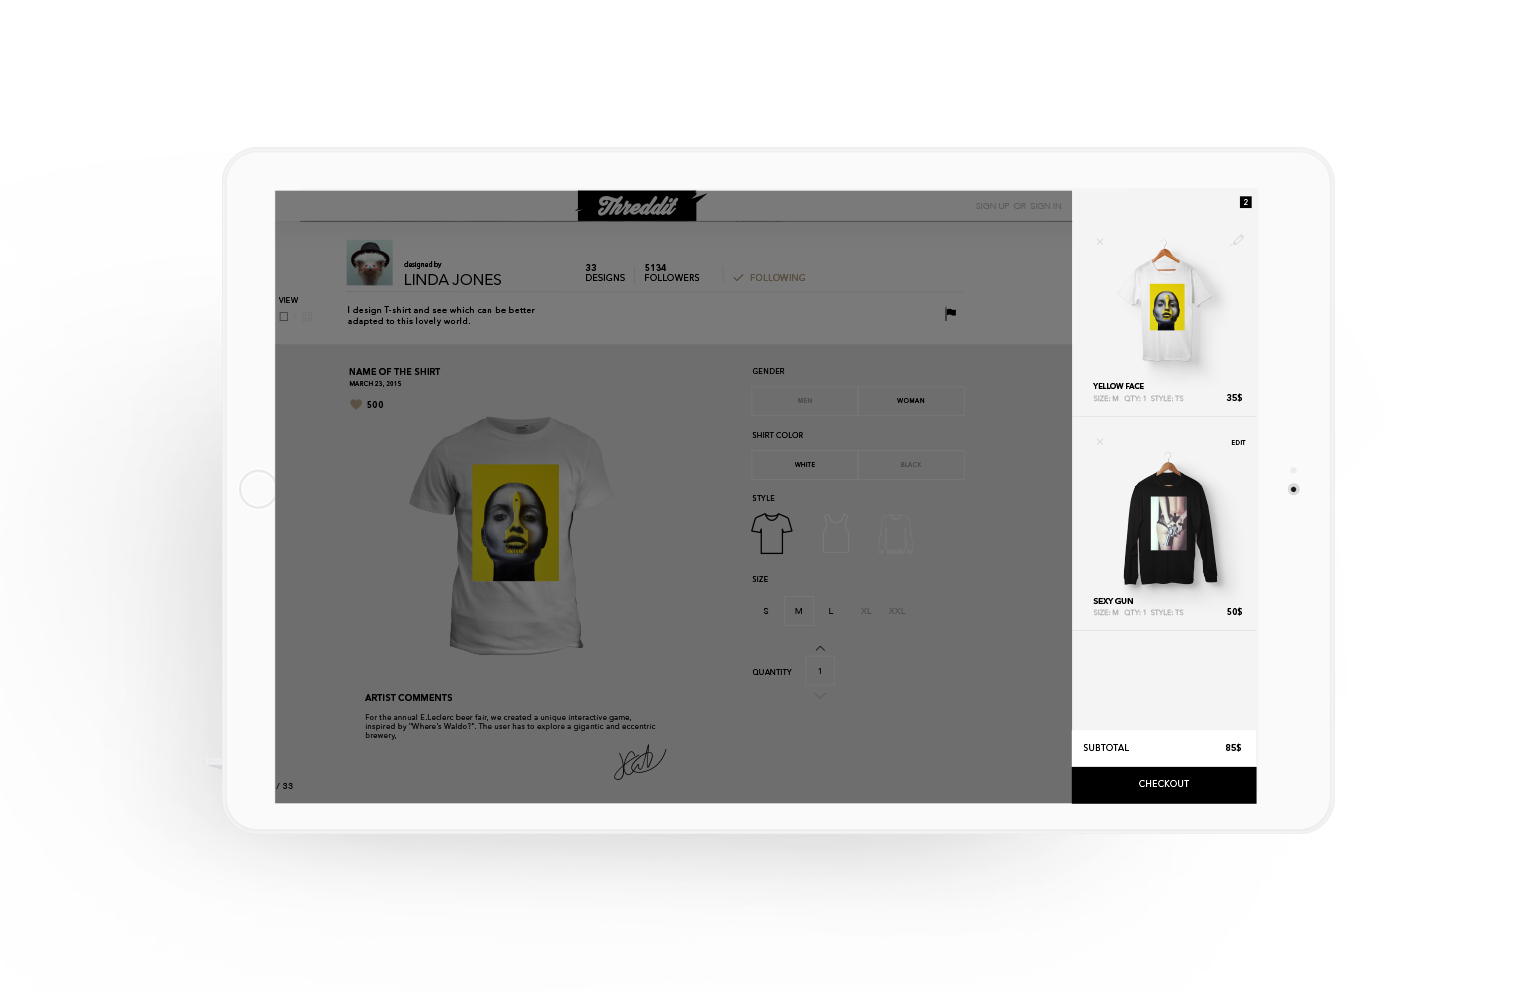 Threddit
SIGN UP OR SIGN IN
2
designed by
LINDA JONES
33
DESIGNS
5134
FOLLOWERS
FOLLOWING
VIEW
I design T-shirt and see which can be better
adapted to this lovely world.
NAME OF THE SHIRT
MARCH 23, 2015
500
GENDER
MEN
WOMAN
SHIRT COLOR
WHITE
BLACK
STYLE
SIZE
S
M
L
XL
XXL
QUANTITY
1
ARTIST COMMENTS
For the annual E.Leclerc beer fair, we created a unique interactive game,
inspired by "Where's Waldo?". The user has to explore a gigantic and eccentric
brewery,
/ 33
YELLOW FACE
SIZE: M QTY: 1 STYLE: TS
35$
EDIT
SEXY GUN
SIZE: M QTY: 1 STYLE: TS
50$
SUBTOTAL
85$
CHECKOUT